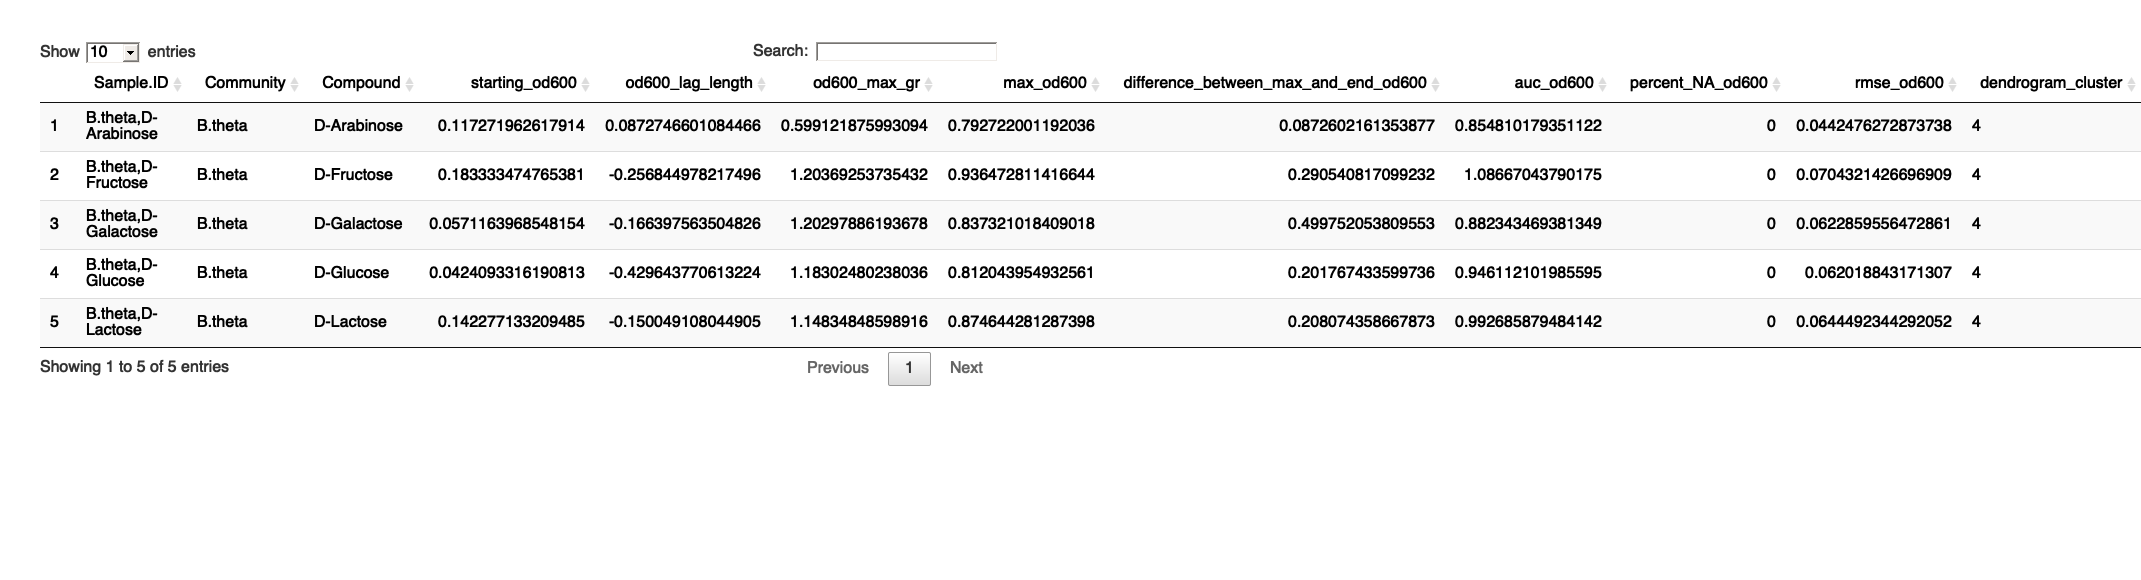 Show 10 entries Search:
Sample.ID Community Compound starting_od600 od600_lag_length od600_max_gr max_od600 difference_between_max_and_end_od600 auc_od600 percent_NA_od600 rmse_od600 dendrogram_cluster
1 B.theta,D-Arabinose B.theta D-Arabinose 0.117271962617914 0.0872746601084466 0.599121875993094 0.792722001192036 0.0872602161353877 0.854810179351122 0 0.0442476272873738 4
2 B.theta,D-Fructose B.theta D-Fructose 0.183333474765381 -0.256844978217496 1.20369253735432 0.936472811416644 0.290540817099232 1.08667043790175 0 0.0704321426696909 4
3 B.theta,D-Galactose B.theta D-Galactose 0.0571163968548154 -0.166397563504826 1.20297886193678 0.837321018409018 0.499752053809553 0.882343469381349 0 0.0622859556472861 4
4 B.theta,D-Glucose B.theta D-Glucose 0.0424093316190813 -0.429643770613224 1.18302480238036 0.812043954932561 0.201767433599736 0.946112101985595 0 0.062018843171307 4
5 B.theta,D-Lactose B.theta D-Lactose 0.142277133209485 -0.150049108044905 1.14834848598916 0.874644281287398 0.208074358667873 0.992685879484142 0 0.0644492344292052 4
Showing 1 to 5 of 5 entries Previous 1 Next